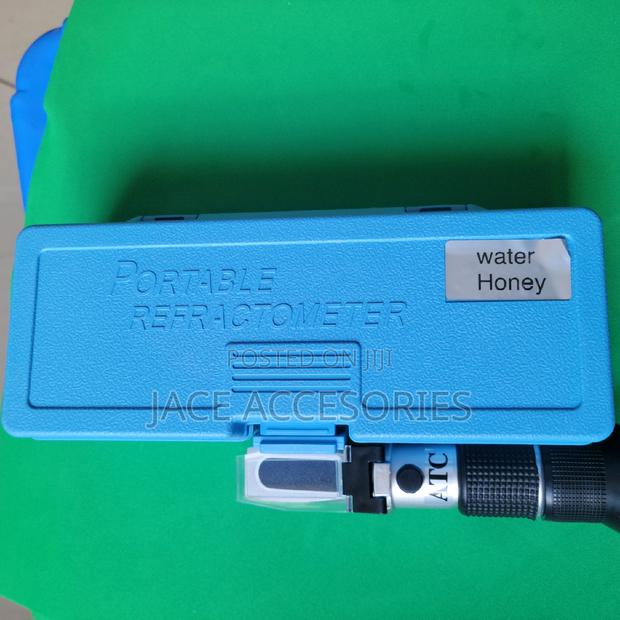 water
Honey
PORTABLE
REFRACTOMETER
POSTED ON JIJI
JACE ACCESORIES
ATC